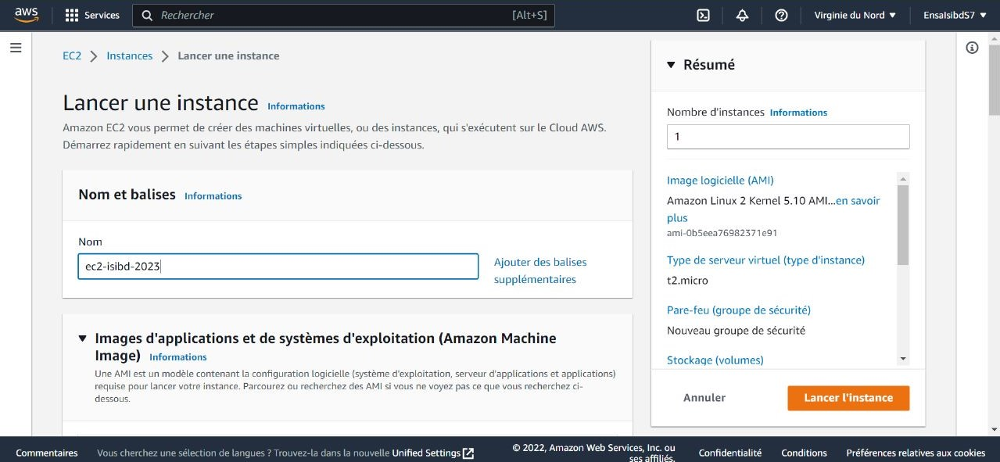 aws Services Rechercher [Alt+S] Virginie du Nord EnsaIsibdS7
EC2 Instances Lancer une instance
Lancer une instance Informations
Amazon EC2 vous permet de créer des machines virtuelles, ou des instances, qui s'exécutent sur le Cloud AWS.
Démarrez rapidement en suivant les étapes simples indiquées ci-dessous.
Nom et balises Informations
Nom
ec2-isibd-2023
Ajouter des balises
supplémentaires
Images d'applications et de systèmes d'exploitation (Amazon Machine
Image) Informations
Une AMI est un modèle contenant la configuration logicielle (système d'exploitation, serveur d'applications et applications)
requise pour lancer votre instance. Parcourez ou recherchez des AMI si vous ne voyez pas ce que vous recherchez ci-
dessous.
Résumé
Nombre d'instances Informations
1
Image logicielle (AMI)
Amazon Linux 2 Kernel 5.10 AMI...en savoir
plus
ami-0b5eea76982371e91
Type de serveur virtuel (type d'instance)
t2.micro
Pare-feu (groupe de sécurité)
Nouveau groupe de sécurité
Stockage (volumes)
Annuler Lancer l'instance
Commentaires Vous cherchez une sélection de langues ? Trouvez-la dans la nouvelle Unified Settings
© 2022, Amazon Web Services, Inc. ou
ses affiliés.
Confidentialité Conditions Préférences relatives aux cookies